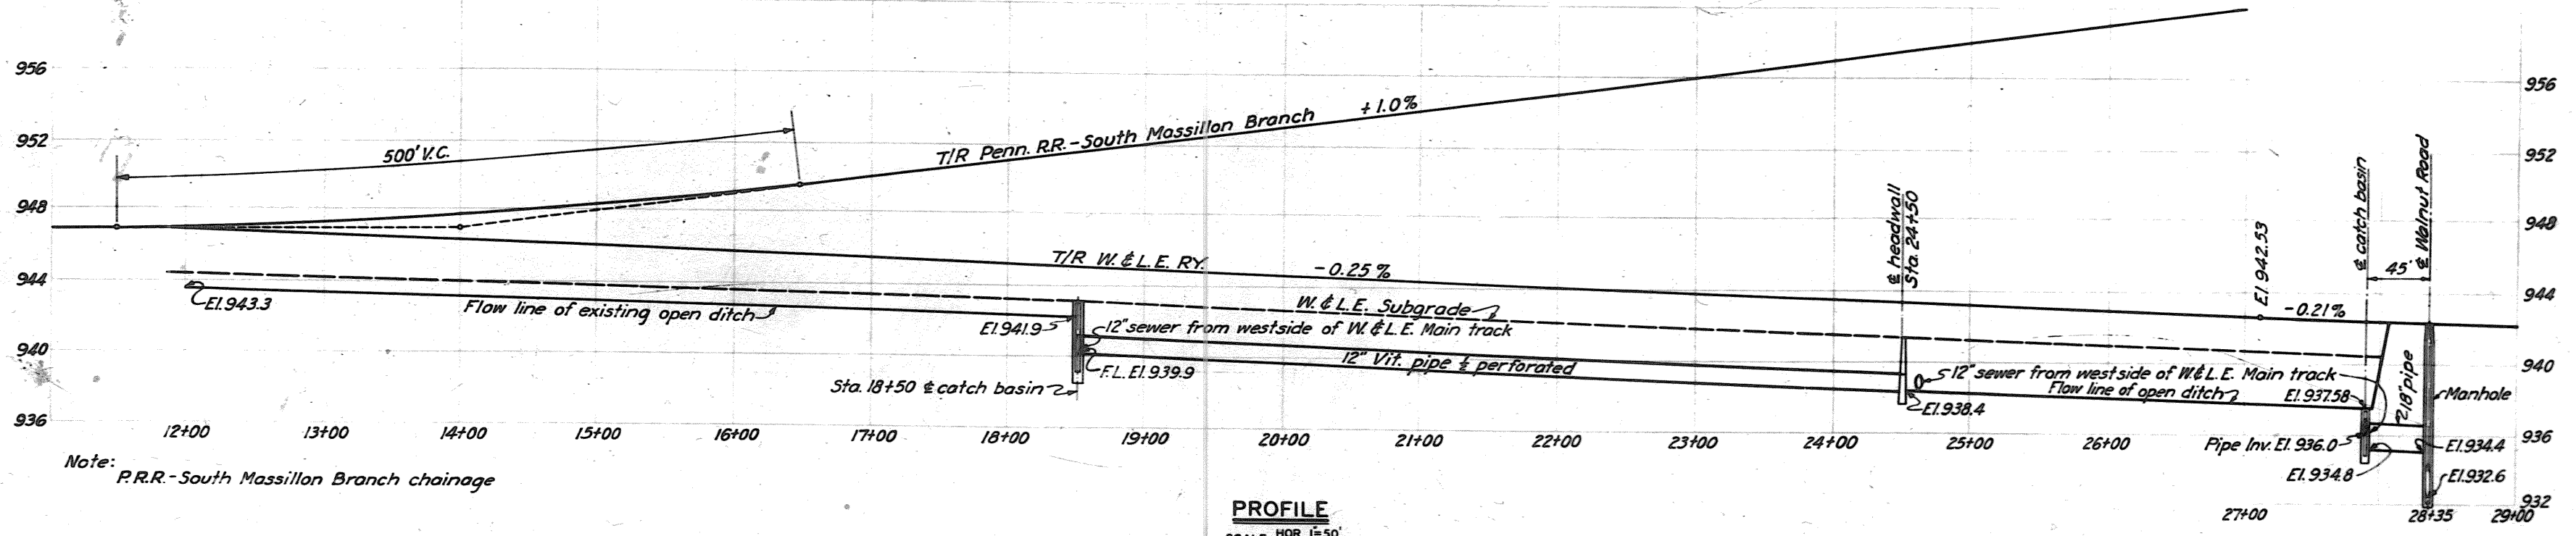 956
952
948
944
940
936
956
952
948
944
940
936
932
500' V.C.
T/R Penn. R.R.-South Massillon Branch
+1.0%
T/R W.&L.E. RY.
-0.25%
W.&L.E. Subgrade
El.943.3
Flow line of existing open ditch
El.941.9
12" sewer from westside of W.&L.E. Main track
12" Vit. pipe ½ perforated
F.L. El.939.9
Sta. 18+50 ℄ catch basin
℄ headwall
Sta. 24+50
12" sewer from westside of W.&L.E. Main track
Flow line of open ditch
El.938.4
El.942.53
-0.21%
℄ catch basin
45'
℄ Walnut Road
El.937.58
18" pipe
Manhole
Pipe Inv. El. 936.0
El.934.8
El.934.4
El.932.6
12+00
13+00
14+00
15+00
16+00
17+00
18+00
19+00
20+00
21+00
22+00
23+00
24+00
25+00
26+00
27+00
28+35
29+00
Note:
P.R.R.-South Massillon Branch chainage
PROFILE
HOR. 1"=50'